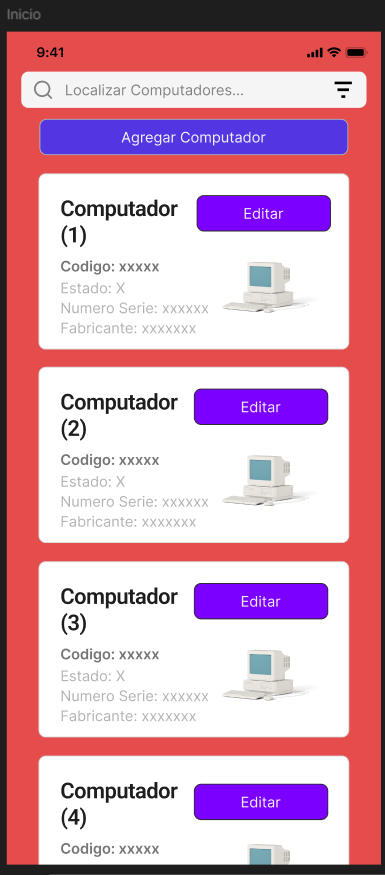 Inicio
9:41
Localizar Computadores...
Agregar Computador
Computador
(1)
Editar
Codigo: xxxxx
Estado: X
Numero Serie: xxxxxx
Fabricante: xxxxxxx
Computador
(2)
Editar
Codigo: xxxxx
Estado: X
Numero Serie: xxxxxx
Fabricante: xxxxxxx
Computador
(3)
Editar
Codigo: xxxxx
Estado: X
Numero Serie: xxxxxx
Fabricante: xxxxxxx
Computador
(4)
Editar
Codigo: xxxxx